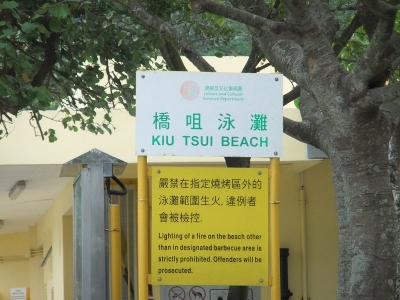 康樂及文化事務署
Leisure and Cultural
Services Department
橋咀泳灘
KIU TSUI BEACH
嚴禁在指定燒烤區外的
泳灘範圍生火,違例者
會被檢控.
Lighting of a fire on the beach other
than in designated barbecue area is
strictly prohibited. Offenders will be
prosecuted.